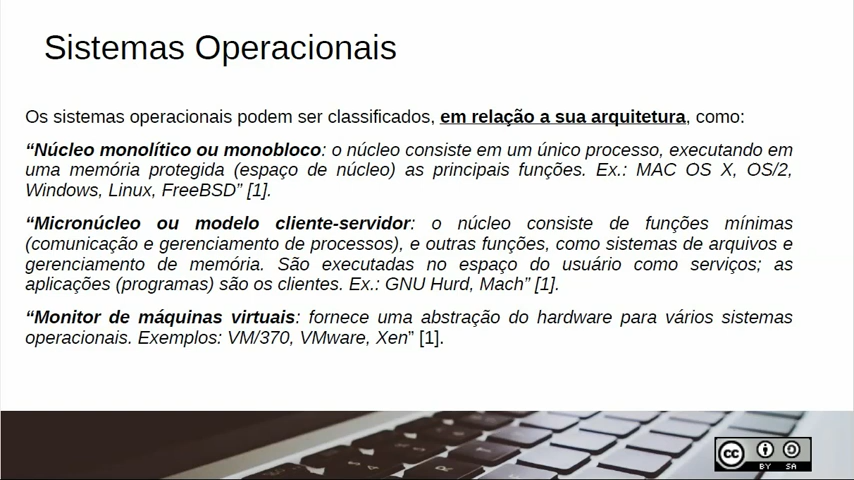 Sistemas Operacionais
Os sistemas operacionais podem ser classificados, em relação a sua arquitetura, como:
“Núcleo monolítico ou monobloco: o núcleo consiste em um único processo, executando em
uma memória protegida (espaço de núcleo) as principais funções. Ex.: MAC OS X, OS/2,
Windows, Linux, FreeBSD” [1].
“Micronúcleo ou modelo cliente-servidor: o núcleo consiste de funções mínimas
(comunicação e gerenciamento de processos), e outras funções, como sistemas de arquivos e
gerenciamento de memória. São executadas no espaço do usuário como serviços; as
aplicações (programas) são os clientes. Ex.: GNU Hurd, Mach” [1].
“Monitor de máquinas virtuais: fornece uma abstração do hardware para vários sistemas
operacionais. Exemplos: VM/370, VMware, Xen” [1].
cc
BY SA